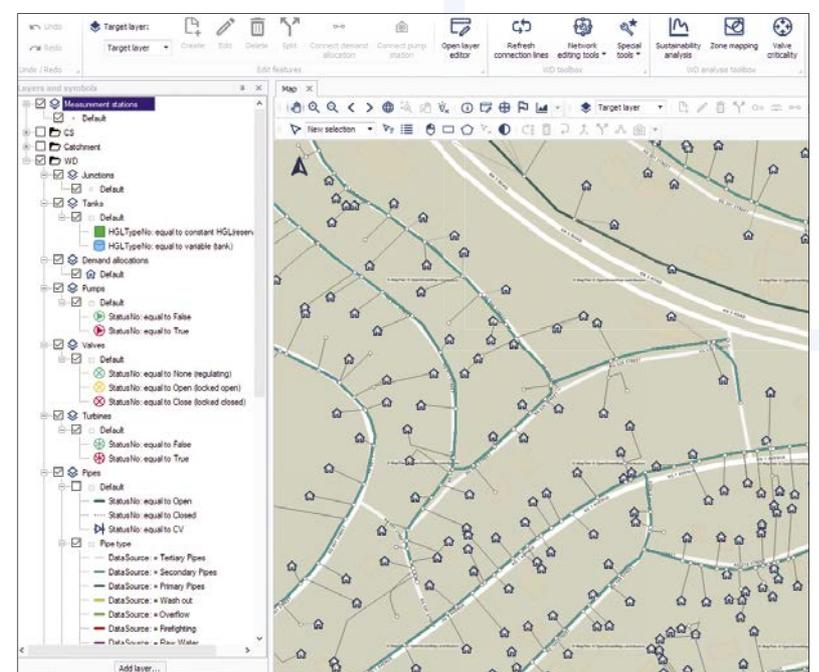 Undo
Redo
Undo / Redo
Target layer:
Target layer
Create
Edit
Delete
Split
Connect demand allocation
Connect pump station
Edit features
Open layer editor
Refresh connection lines
Network editing tools
Special tools
WD toolbox
Sustainability analysis
Zone mapping
Valve criticality
WD analysis toolbox
Layers and symbols
Measurement stations
Default
CS
Catchment
WD
Junctions
Default
Tanks
Default
HGLTypeNo: equal to constant HGL(reserv
HGLTypeNo: equal to variable (tank)
Demand allocations
Default
Pumps
Default
StatusNo: equal to False
StatusNo: equal to True
Valves
Default
StatusNo: equal to None (regulating)
StatusNo: equal to Open (locked open)
StatusNo: equal to Close (locked closed)
Turbines
Default
StatusNo: equal to False
StatusNo: equal to True
Pipes
Default
StatusNo: equal to Open
StatusNo: equal to Closed
StatusNo: equal to CV
Pipe type
DataSource: = Tertiary Pipes
DataSource: = Secondary Pipes
DataSource: = Primary Pipes
DataSource: = Wash out
DataSource: = Overflow
DataSource: = Firefighting
DataSource: = Raw Water
Add layer...
Map
Target layer
New selection